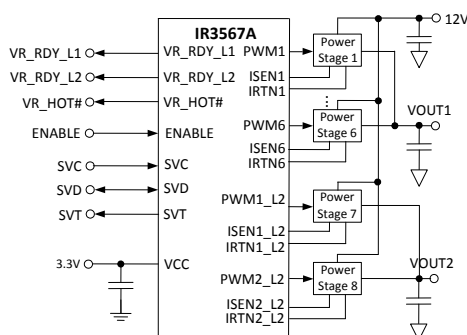 IR3567A
12V
VR_RDY_L1
VR_RDY_L1
PWM1
Power
Stage 1
VR_RDY_L2
VR_RDY_L2
ISEN1
IRTN1
VR_HOT#
VR_HOT#
VOUT1
ENABLE
ENABLE
PWM6
Power
Stage 6
ISEN6
IRTN6
SVC
SVC
SVD
SVD
PWM1_L2
Power
Stage 7
SVT
SVT
ISEN1_L2
IRTN1_L2
VOUT2
3.3V
VCC
PWM2_L2
Power
Stage 8
ISEN2_L2
IRTN2_L2